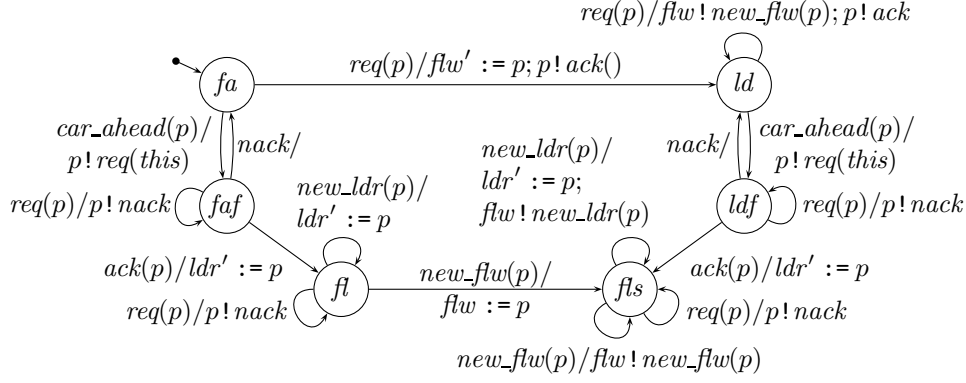 req(p)/flw!new_flw(p);p!ack
fa
req(p)/flw′ := p;p!ack()
ld
car_ahead(p)/
p!req(this)
nack/
new_ldr(p)/
ldr′ := p;
flw!new_ldr(p)
nack/
car_ahead(p)/
p!req(this)
req(p)/p!nack
faf
new_ldr(p)/
ldr′ := p
ldf
req(p)/p!nack
ack(p)/ldr′ := p
fl
new_flw(p)/
flw := p
fls
ack(p)/ldr′ := p
req(p)/p!nack
req(p)/p!nack
new_flw(p)/flw!new_flw(p)